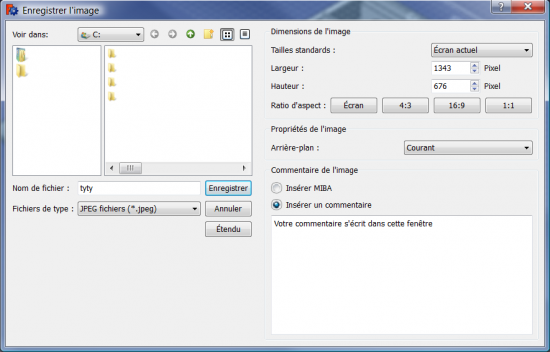 Enregistrer l'image
Voir dans:
C:
Nom de fichier :
tyty
Enregistrer
Fichiers de type :
JPEG fichiers (*.jpeg)
Annuler
Étendu
Dimensions de l'image
Tailles standards :
Écran actuel
Largeur :
1343
Pixel
Hauteur :
676
Pixel
Ratio d'aspect :
Écran
4:3
16:9
1:1
Propriétés de l'image
Arrière-plan :
Courant
Commentaire de l'image
Insérer MIBA
Insérer un commentaire
Votre commentaire s'écrit dans cette fenêtre